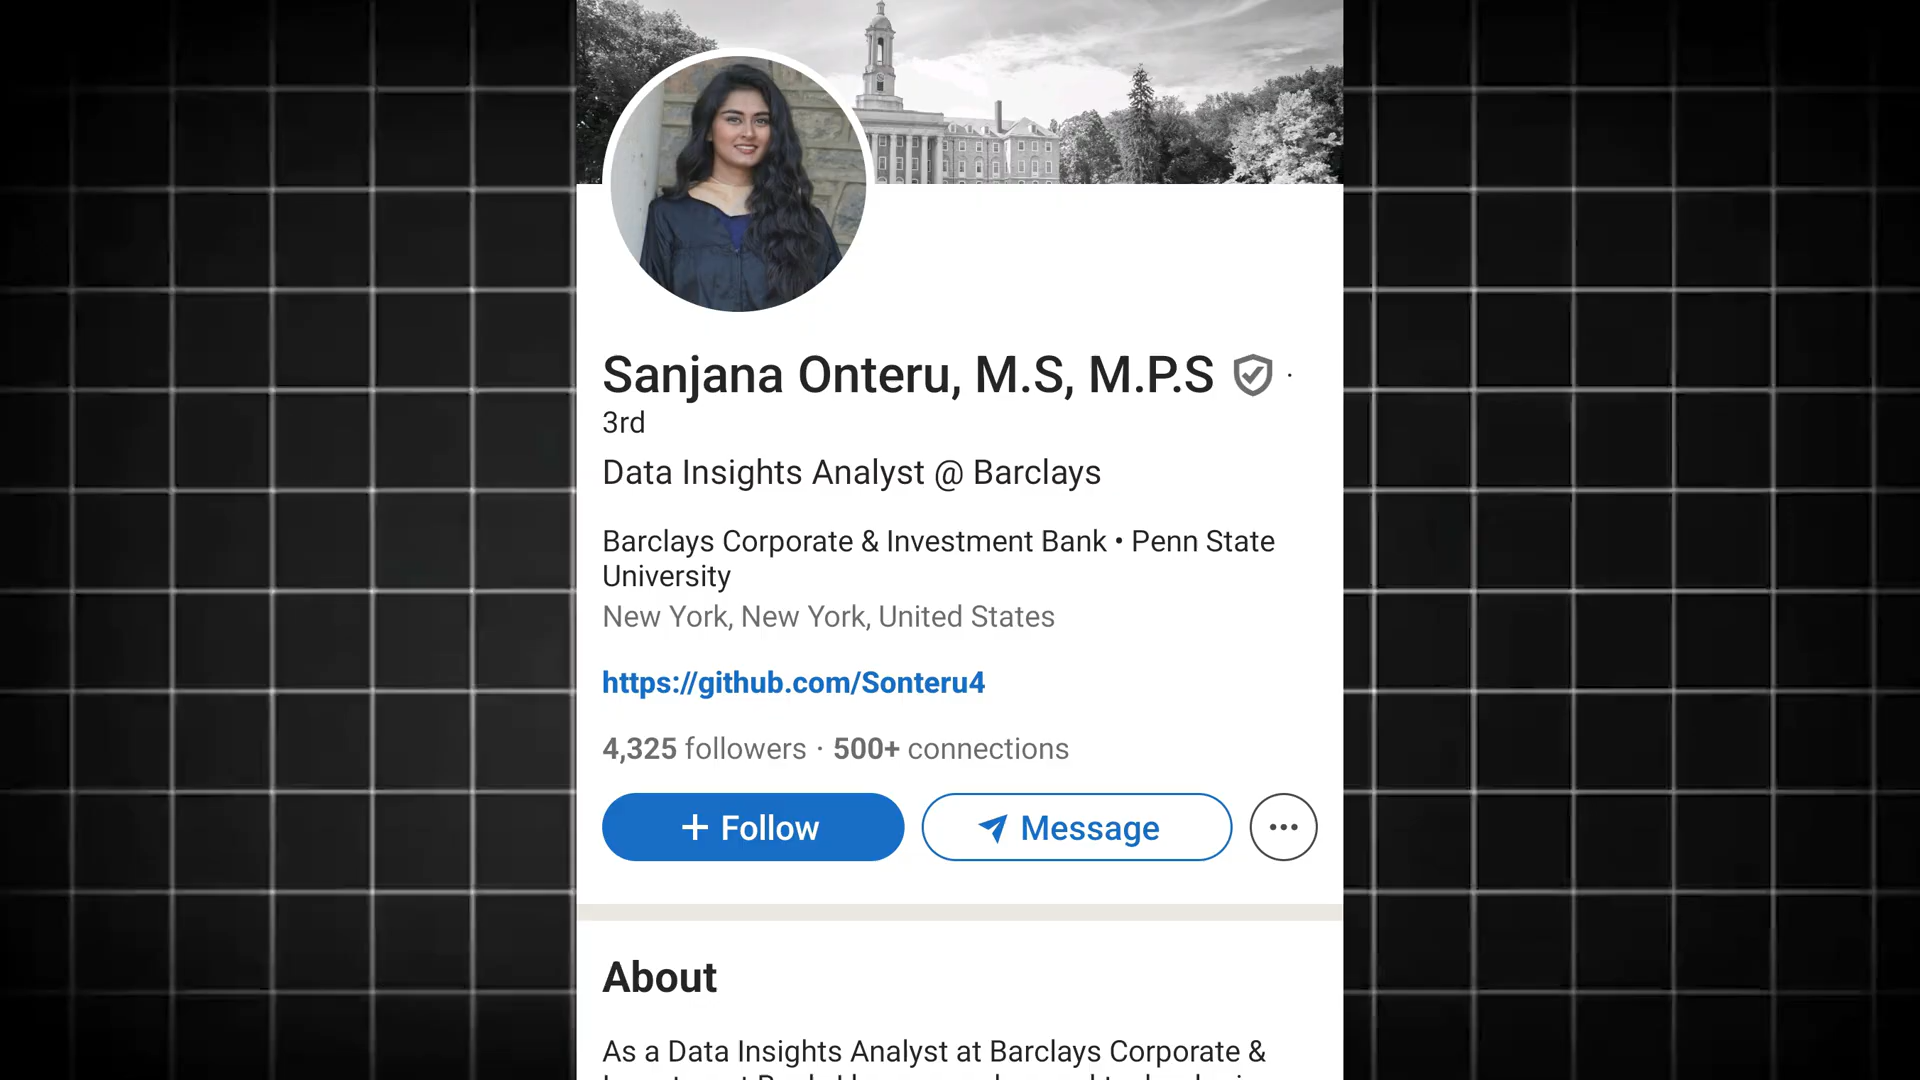 Sanjana Onteru, M.S, M.P.S ·
3rd
Data Insights Analyst @ Barclays
Barclays Corporate & Investment Bank • Penn State
University
New York, New York, United States
https://github.com/Sonteru4
4,325 followers · 500+ connections
+ Follow
Message
About
As a Data Insights Analyst at Barclays Corporate &